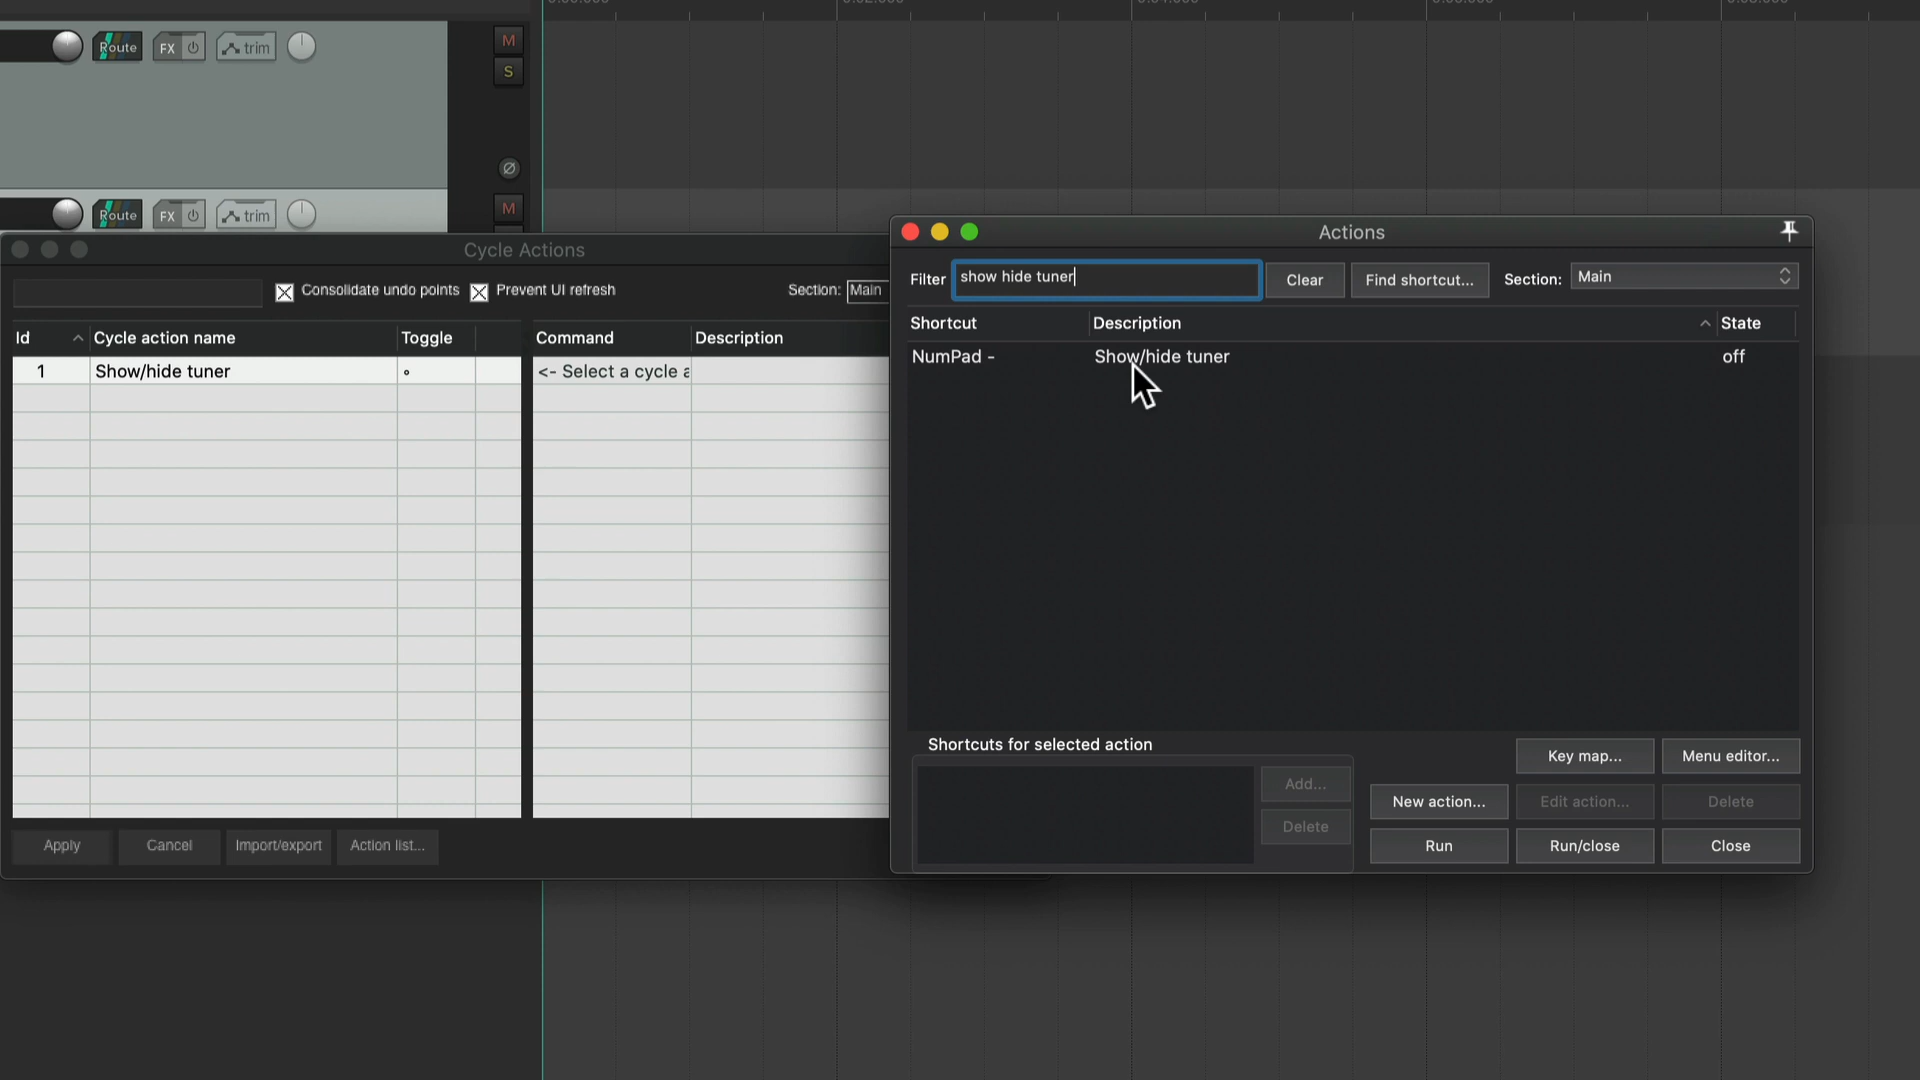 Route FX trim M
S
Ø
Route FX trim M
Cycle Actions
Consolidate undo points Prevent UI refresh Section: Main
Id Cycle action name Toggle Command Description
1 Show/hide tuner <- Select a cycle a
Apply Cancel Import/export Action list...
Actions
Filter show hide tuner Clear Find shortcut... Section: Main
Shortcut Description State
NumPad - Show/hide tuner off
Shortcuts for selected action
Add...
Delete
Key map... Menu editor...
New action... Edit action... Delete
Run Run/close Close